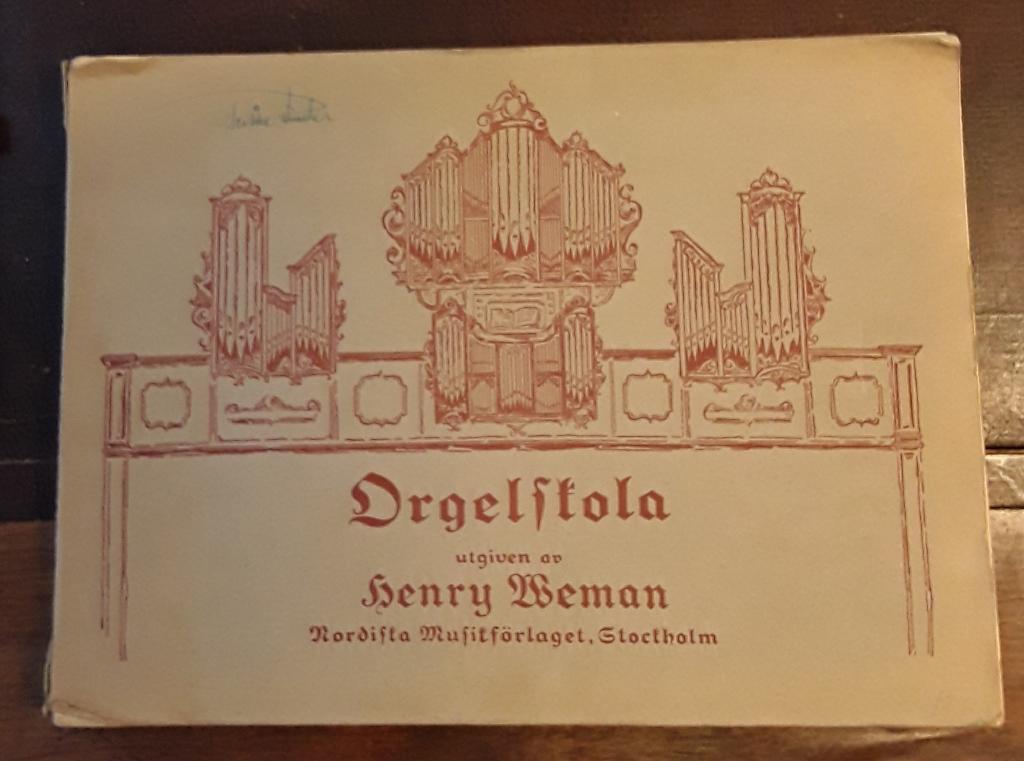 Orgelskola
utgiven av
Henry Weman
Nordiska Musikförlaget, Stockholm